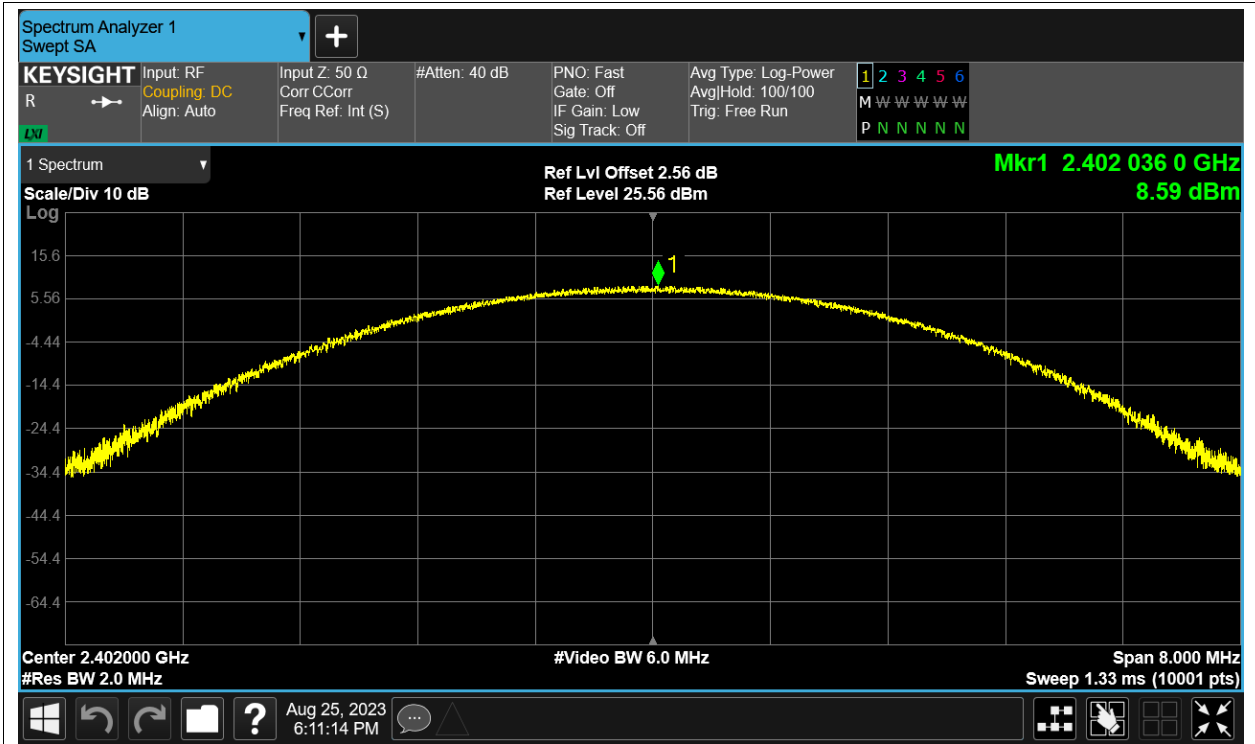 Spectrum Analyzer 1
Swept SA
KEYSIGHT
R
LXI
Input: RF
Coupling: DC
Align: Auto
Input Z: 50 Ω
Corr CCorr
Freq Ref: Int (S)
#Atten: 40 dB
PNO: Fast
Gate: Off
IF Gain: Low
Sig Track: Off
Avg Type: Log-Power
Avg|Hold: 100/100
Trig: Free Run
1 2 3 4 5 6
M W W W W W
P N N N N N
1 Spectrum
Scale/Div 10 dB
Log
Ref Lvl Offset 2.56 dB
Ref Level 25.56 dBm
Mkr1 2.402 036 0 GHz
8.59 dBm
1
15.6
5.56
-4.44
-14.4
-24.4
-34.4
-44.4
-54.4
-64.4
Center 2.402000 GHz
#Video BW 6.0 MHz
Span 8.000 MHz
#Res BW 2.0 MHz
Sweep 1.33 ms (10001 pts)
?
Aug 25, 2023
6:11:14 PM